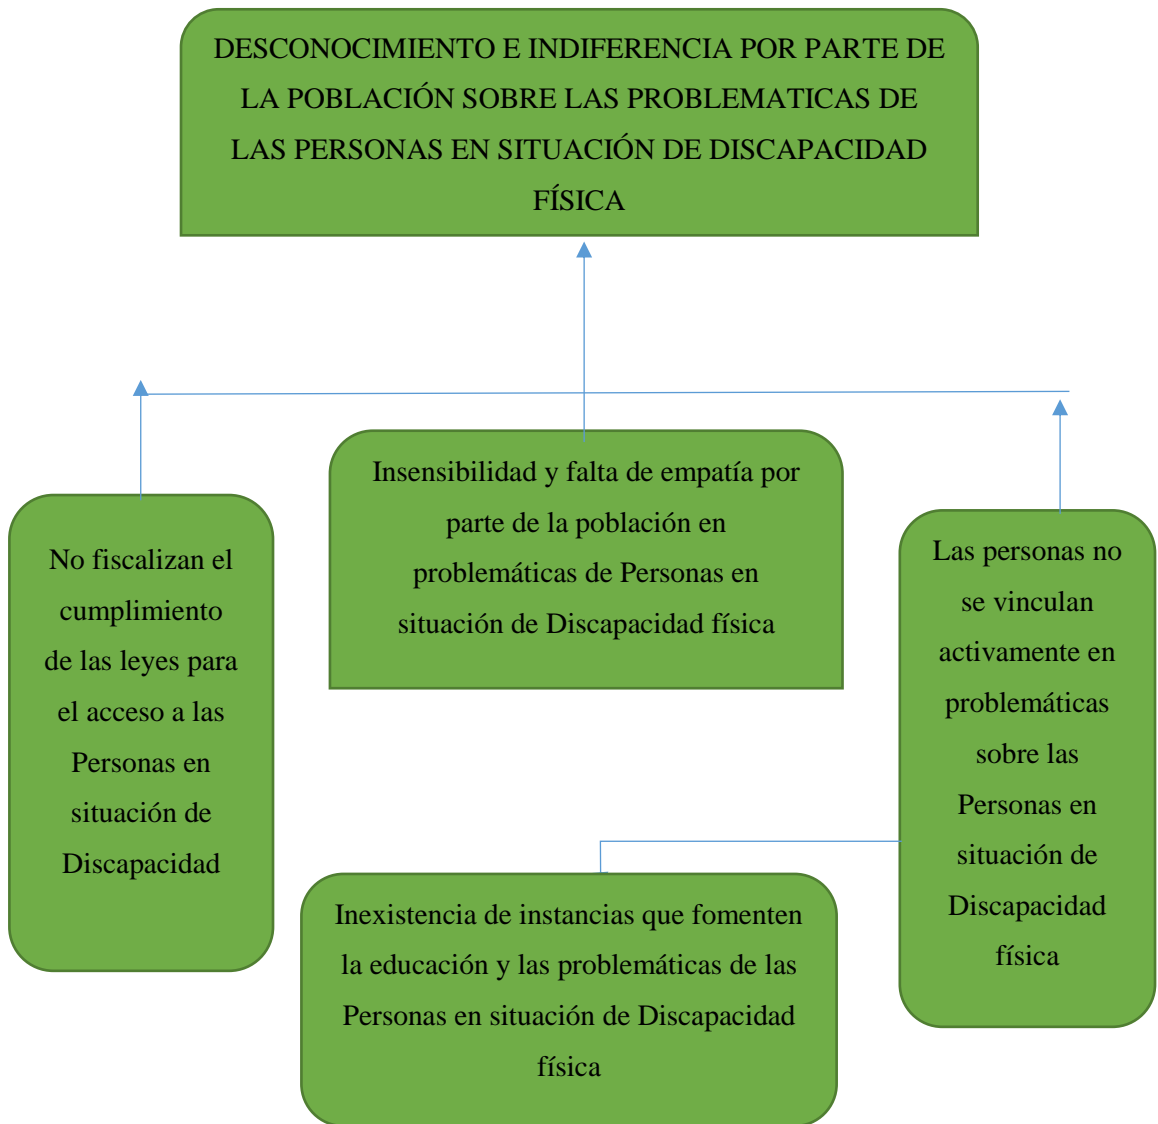 DESCONOCIMIENTO E INDIFERENCIA POR PARTE DE
LA POBLACIÓN SOBRE LAS PROBLEMATICAS DE
LAS PERSONAS EN SITUACIÓN DE DISCAPACIDAD
FÍSICA
No fiscalizan el
cumplimiento
de las leyes para
el acceso a las
Personas en
situación de
Discapacidad
Insensibilidad y falta de empatía por
parte de la población en
problemáticas de Personas en
situación de Discapacidad física
Las personas no
se vinculan
activamente en
problemáticas
sobre las
Personas en
situación de
Discapacidad
física
Inexistencia de instancias que fomenten
la educación y las problemáticas de las
Personas en situación de Discapacidad
física